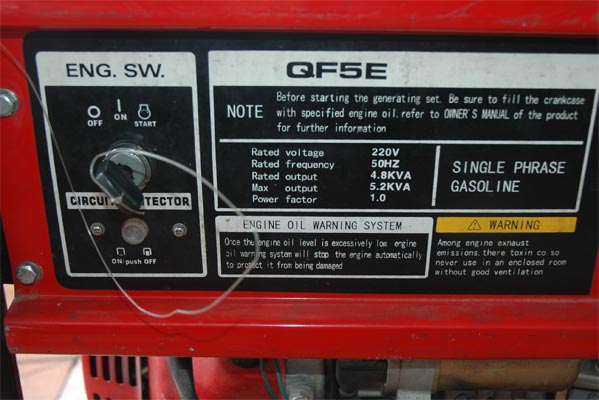 ENG. SW.
OFF
ON
START
CIRCUIT
TECTOR
ON/push OFF
QF5E
NOTE
Before starting the generating set. Be sure to fill the crankcase
with specified engine oil.refer to OWNER'S MANUAL of the product
for further information
Rated voltage 220V
Rated frequency 50HZ
Rated output 4.8KVA
Max output 5.2KVA
Power factor 1.0
SINGLE PHRASE
GASOLINE
ENGINE OIL WARNING SYSTEM
Once the engine oil level is excessively low. engine
oil warning system will stop the engine automatically
to protect it from being damaged
WARNING
Among engine exhaust
emissions.there toxin co so
never use in an enclosed room
without good ventilation